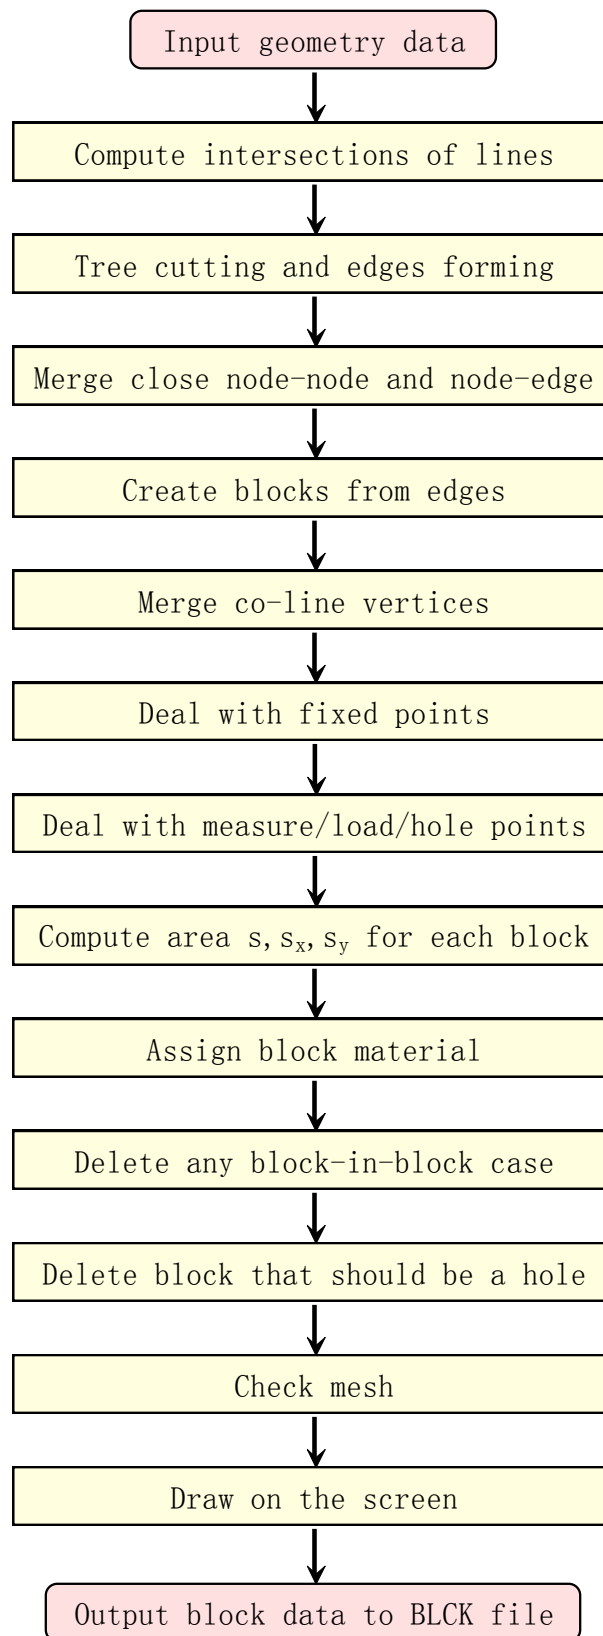 Input geometry data
Compute intersections of lines
Tree cutting and edges forming
Merge close node-node and node-edge
Create blocks from edges
Merge co-line vertices
Deal with fixed points
Deal with measure/load/hole points
Compute area s,sₓ,s_y for each block
Assign block material
Delete any block-in-block case
Delete block that should be a hole
Check mesh
Draw on the screen
Output block data to BLCK file